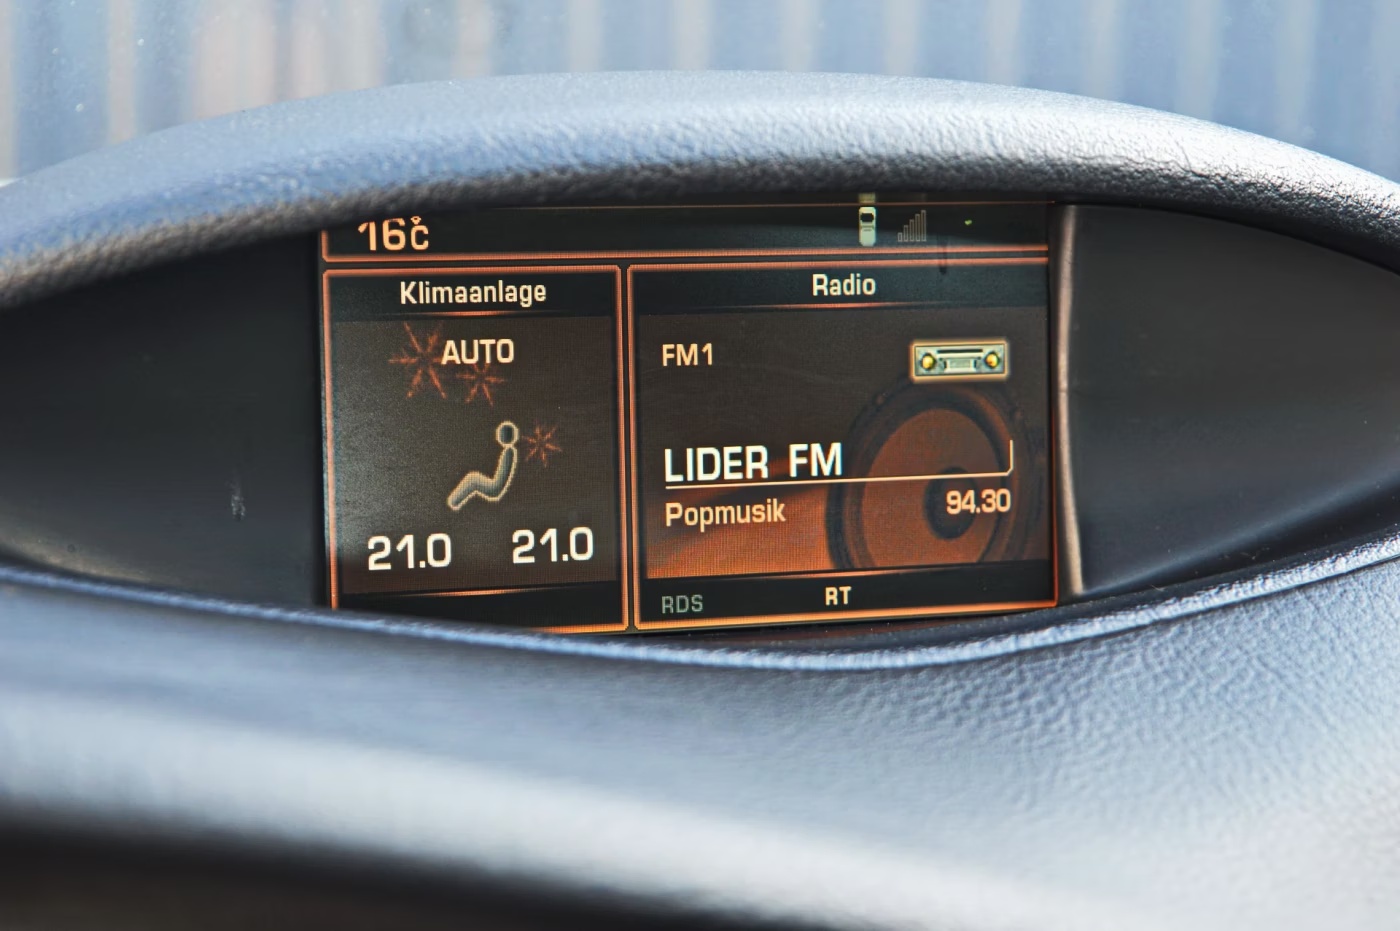 16°C
Klimaanlage
AUTO
21.0 21.0
Radio
FM1
LIDER FM
Popmusik 94.30
RDS RT